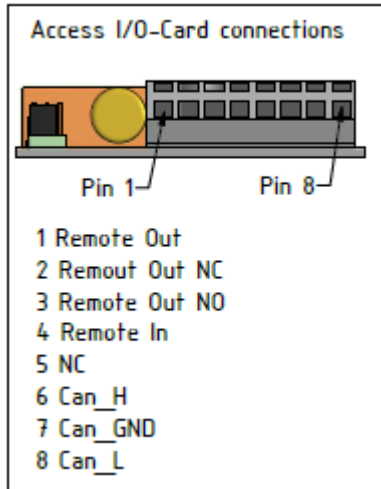 Access I/O-Card connections
Pin 1
Pin 8
1 Remote Out
2 Remout Out NC
3 Remote Out NO
4 Remote In
5 NC
6 Can_H
7 Can_GND
8 Can_L